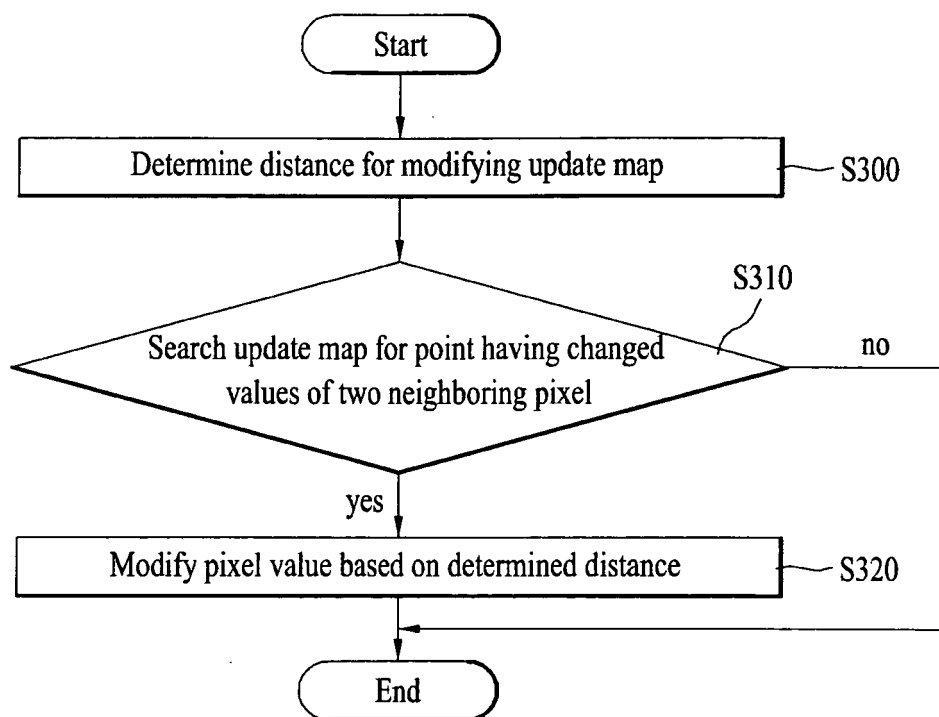 Start
Determine distance for modifying update map
S300
S310
Search update map for point having changed
values of two neighboring pixel
no
yes
Modify pixel value based on determined distance
S320
End